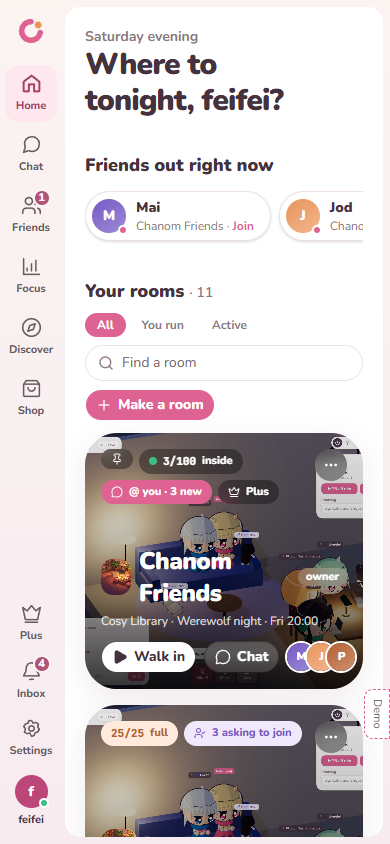 Saturday evening
Where to
tonight, feifei?
Home
Chat
1
Friends
Focus
Discover
Shop
Friends out right now
M
Mai
Chanom Friends · Join
J
Jod
Your rooms · 11
All
You run
Active
Find a room
Make a room
3/100 inside
@ you · 3 new
Plus
Chanom
Friends
owner
Cosy Library · Werewolf night · Fri 20:00
Walk in
Chat
M
J
P
25/25 full
3 asking to join
Demo
Plus
4
Inbox
Settings
f
feifei